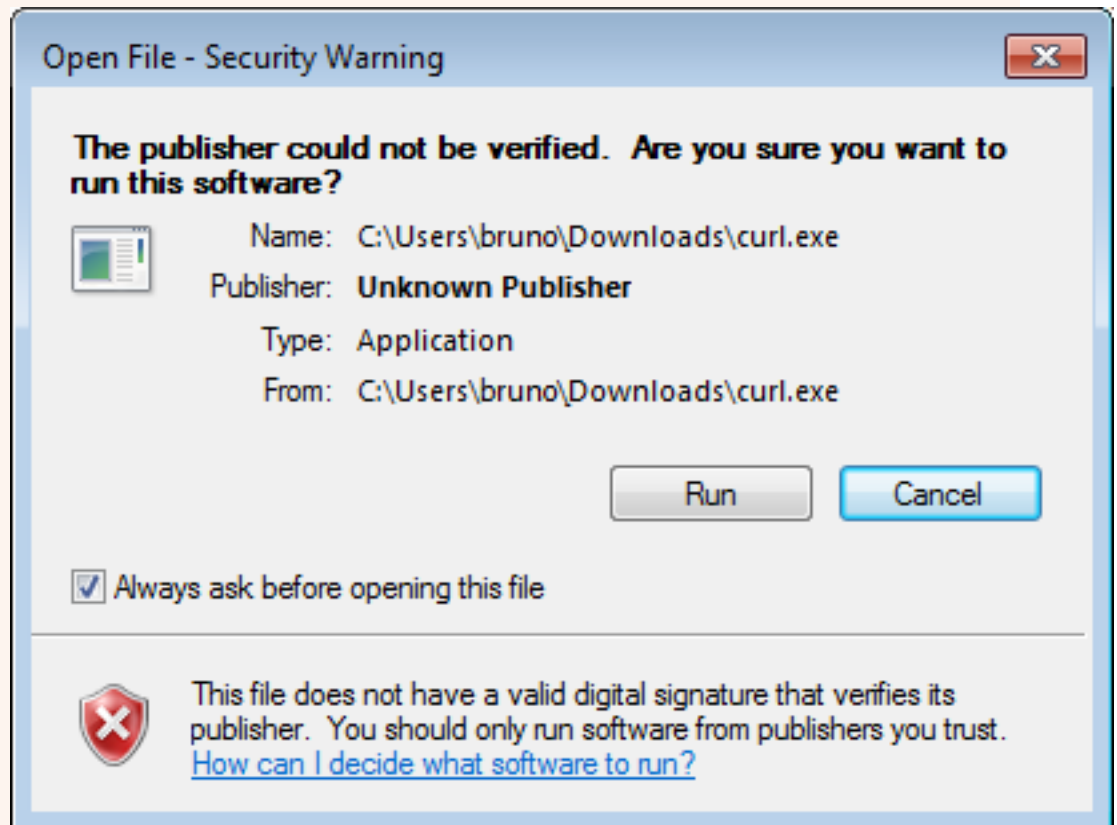 Open File - Security Warning
The publisher could not be verified. Are you sure you want to
run this software?
Name: C:\Users\bruno\Downloads\curl.exe
Publisher: Unknown Publisher
Type: Application
From: C:\Users\bruno\Downloads\curl.exe
Run Cancel
Always ask before opening this file
This file does not have a valid digital signature that verifies its
publisher. You should only run software from publishers you trust.
How can I decide what software to run?